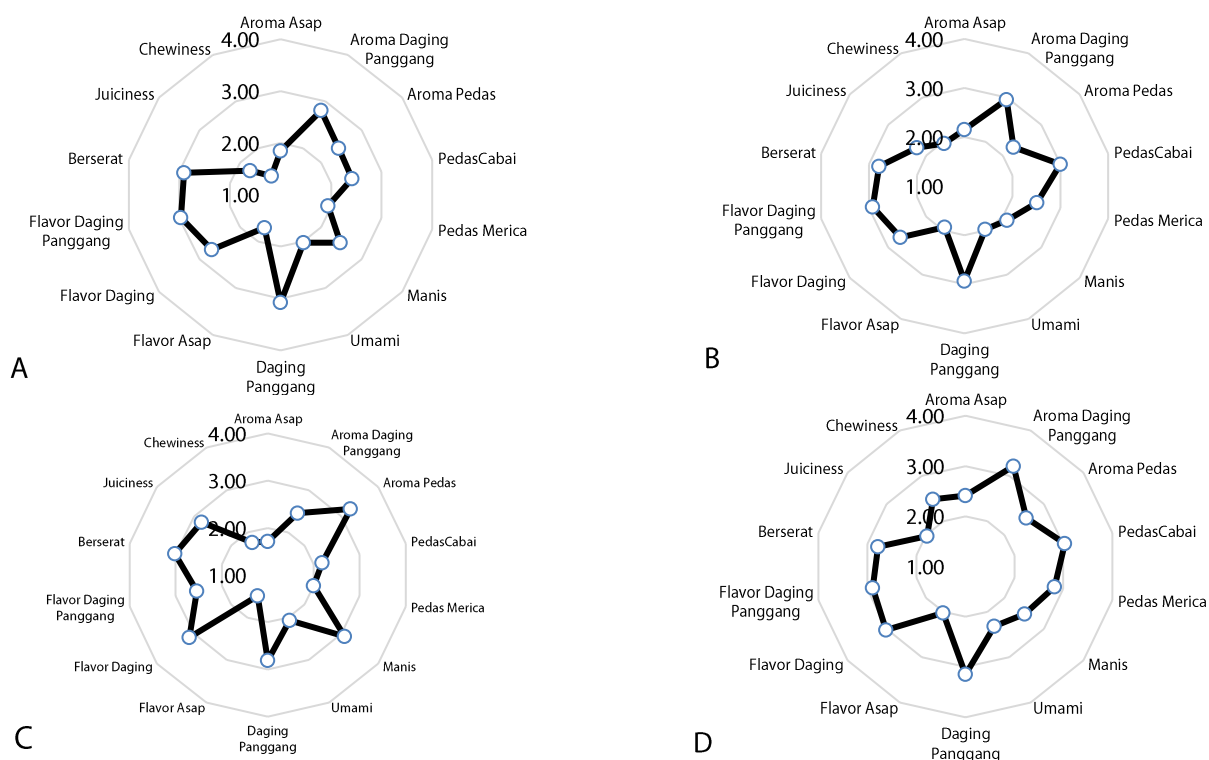 Aroma Asap
4.00
Chewiness
Aroma Daging
Panggang
3.00
Juiciness
Aroma Pedas
2.00
Berserat
PedasCabai
1.00
Flavor Daging
Panggang
Pedas Merica
Flavor Daging
Manis
Flavor Asap
Umami
Daging
Panggang
A
Aroma Asap
4.00
Chewiness
Aroma Daging
Panggang
3.00
Juiciness
Aroma Pedas
2.00
Berserat
PedasCabai
1.00
Flavor Daging
Panggang
Pedas Merica
Flavor Daging
Manis
Flavor Asap
Umami
Daging
Panggang
B
Aroma Asap
4.00
Chewiness
Aroma Daging
Panggang
3.00
Juiciness
Aroma Pedas
2.00
Berserat
PedasCabai
1.00
Flavor Daging
Panggang
Pedas Merica
Flavor Daging
Manis
Flavor Asap
Umami
Daging
Panggang
C
Aroma Asap
4.00
Chewiness
Aroma Daging
Panggang
3.00
Juiciness
Aroma Pedas
2.00
Berserat
PedasCabai
1.00
Flavor Daging
Panggang
Pedas Merica
Flavor Daging
Manis
Flavor Asap
Umami
Daging
Panggang
D